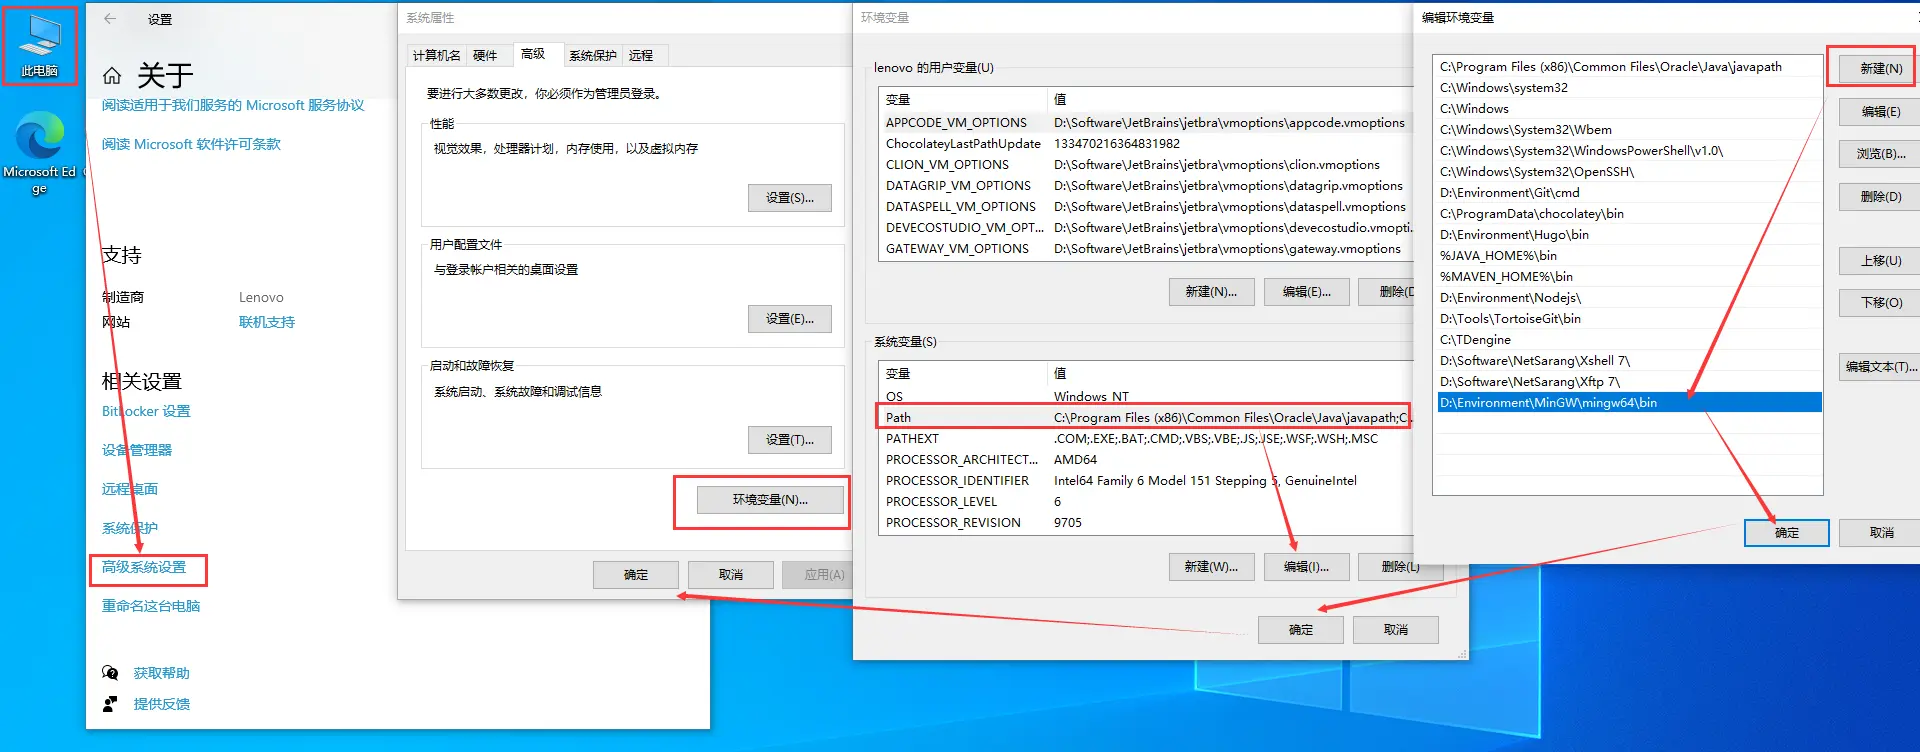 此电脑
Microsoft Ed
ge
设置
关于
阅读适用于我们服务的 Microsoft 服务协议
阅读 Microsoft 软件许可条款
支持
制造商
Lenovo
网站
联机支持
相关设置
BitLocker 设置
设备管理器
远程桌面
系统保护
高级系统设置
重命名这台电脑
获取帮助
提供反馈
系统属性
计算机名 硬件 高级 系统保护 远程
要进行大多数更改，你必须作为管理员登录。
性能
视觉效果，处理器计划，内存使用，以及虚拟内存
设置(S)...
用户配置文件
与登录帐户相关的桌面设置
设置(E)...
启动和故障恢复
系统启动、系统故障和调试信息
设置(T)...
环境变量(N)...
确定 取消 应用(A)
环境变量
lenovo 的用户变量(U)
变量 值
APPCODE_VM_OPTIONS D:\Software\JetBrains\jetbra\vmoptions\appcode.vmoptions
ChocolateyLastPathUpdate 133470216364831982
CLION_VM_OPTIONS D:\Software\JetBrains\jetbra\vmoptions\clion.vmoptions
DATAGRIP_VM_OPTIONS D:\Software\JetBrains\jetbra\vmoptions\datagrip.vmoptions
DATASPELL_VM_OPTIONS D:\Software\JetBrains\jetbra\vmoptions\dataspell.vmoptions
DEVECOSTUDIO_VM_OPT... D:\Software\JetBrains\jetbra\vmoptions\devecostudio.vmopti...
GATEWAY_VM_OPTIONS D:\Software\JetBrains\jetbra\vmoptions\gateway.vmoptions
新建(N)... 编辑(E)... 删除(D
系统变量(S)
变量 值
OS Windows_NT
Path C:\Program Files (x86)\Common Files\Oracle\Java\javapath;C...
PATHEXT .COM;.EXE;.BAT;.CMD;.VBS;.VBE;.JS;.JSE;.WSF;.WSH;.MSC
PROCESSOR_ARCHITECT... AMD64
PROCESSOR_IDENTIFIER Intel64 Family 6 Model 151 Stepping 5, GenuineIntel
PROCESSOR_LEVEL 6
PROCESSOR_REVISION 9705
新建(W)... 编辑(I)... 删除(L)
确定 取消
编辑环境变量
C:\Program Files (x86)\Common Files\Oracle\Java\javapath
C:\Windows\system32
C:\Windows
C:\Windows\System32\Wbem
C:\Windows\System32\WindowsPowerShell\v1.0\
C:\Windows\System32\OpenSSH\
D:\Environment\Git\cmd
C:\ProgramData\chocolatey\bin
D:\Environment\Hugo\bin
%JAVA_HOME%\bin
%MAVEN_HOME%\bin
D:\Environment\Nodejs\
D:\Tools\TortoiseGit\bin
C:\TDengine
D:\Software\NetSarang\Xshell 7\
D:\Software\NetSarang\Xftp 7\
D:\Environment\MinGW\mingw64\bin
新建(N)
编辑(E)
浏览(B)...
删除(D)
上移(U)
下移(O)
编辑文本(T)...
确定 取消